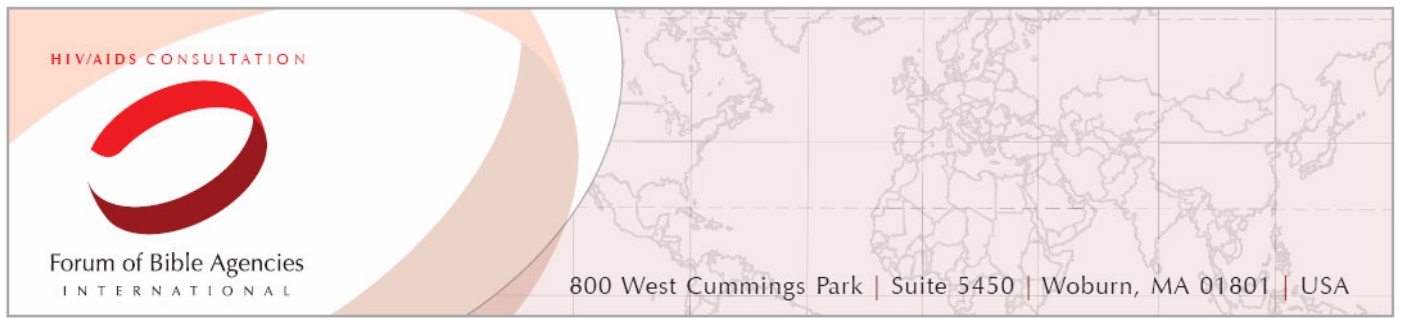 HIV/AIDS CONSULTATION
Forum of Bible Agencies
INTERNATIONAL
800 West Cummings Park | Suite 5450 | Woburn, MA 01801 | USA